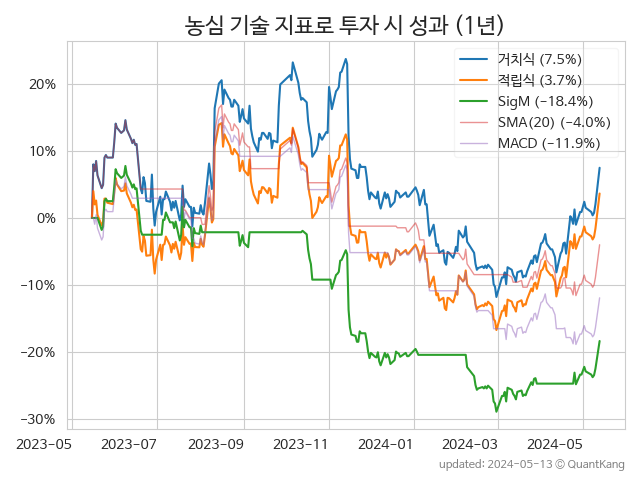 농심 기술 지표로 투자 시 성과 (1년)
거치식 (7.5%)
적립식 (3.7%)
SigM (−18.4%)
SMA(20) (−4.0%)
MACD (−11.9%)
20%
10%
0%
−10%
−20%
−30%
2023-05 2023-07 2023-09 2023-11 2024-01 2024-03 2024-05
updated: 2024-05-13 © QuantKang